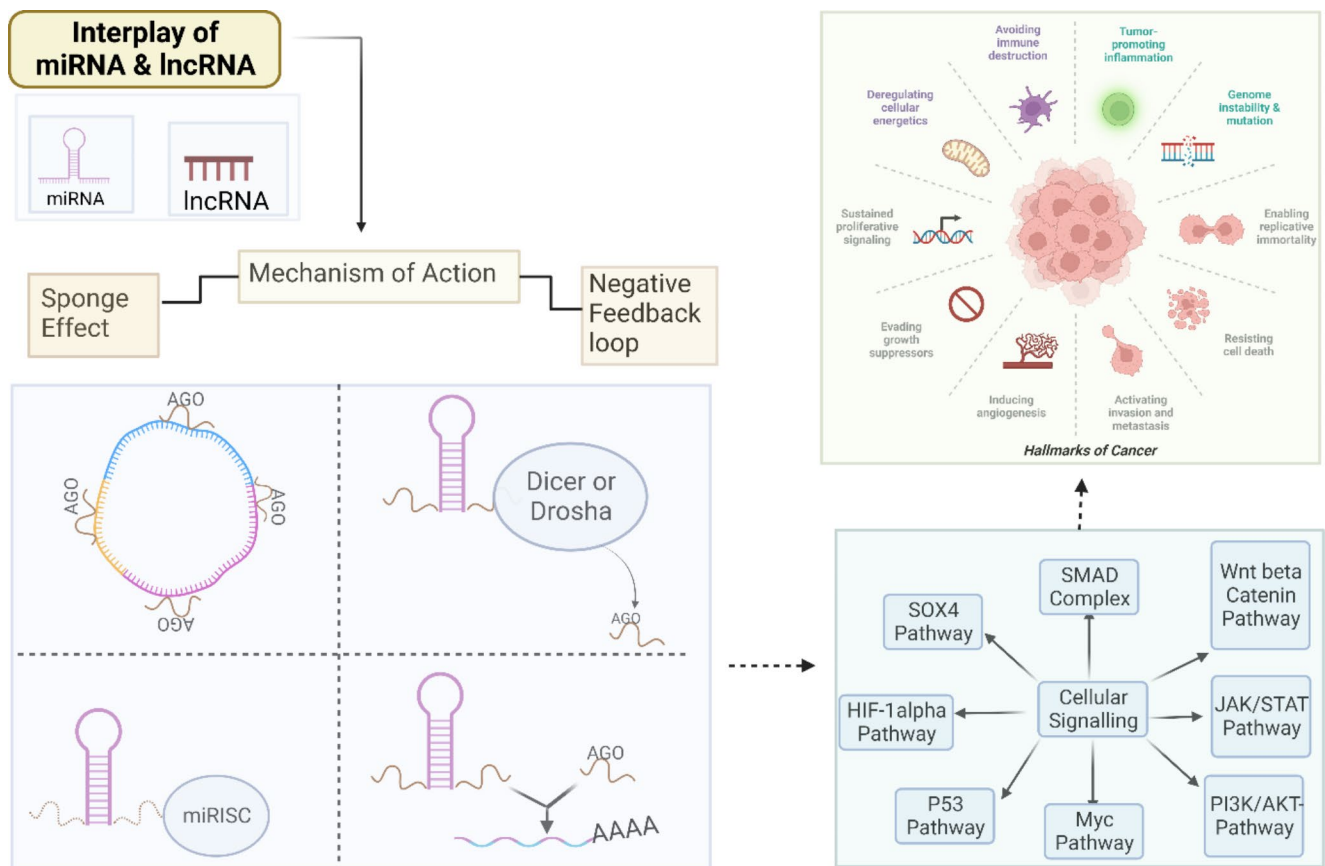 Interplay of
miRNA & lncRNA
miRNA
lncRNA
Mechanism of Action
Sponge
Effect
Negative
Feedback
loop
AGO
AGO
AGO
AGO
Dicer or
Drosha
AGO
miRISC
AGO
AAAA
Avoiding
immune
destruction
Tumor-
promoting
inflammation
Deregulating
cellular
energetics
Genome
instability &
mutation
Sustained
proliferative
signaling
Enabling
replicative
immortality
Evading
growth
suppressors
Resisting
cell death
Inducing
angiogenesis
Activating
invasion and
metastasis
Hallmarks of Cancer
SMAD
Complex
Wnt beta
Catenin
Pathway
SOX4
Pathway
HIF-1alpha
Pathway
Cellular
Signalling
JAK/STAT
Pathway
P53
Pathway
Myc
Pathway
PI3K/AKT-
Pathway